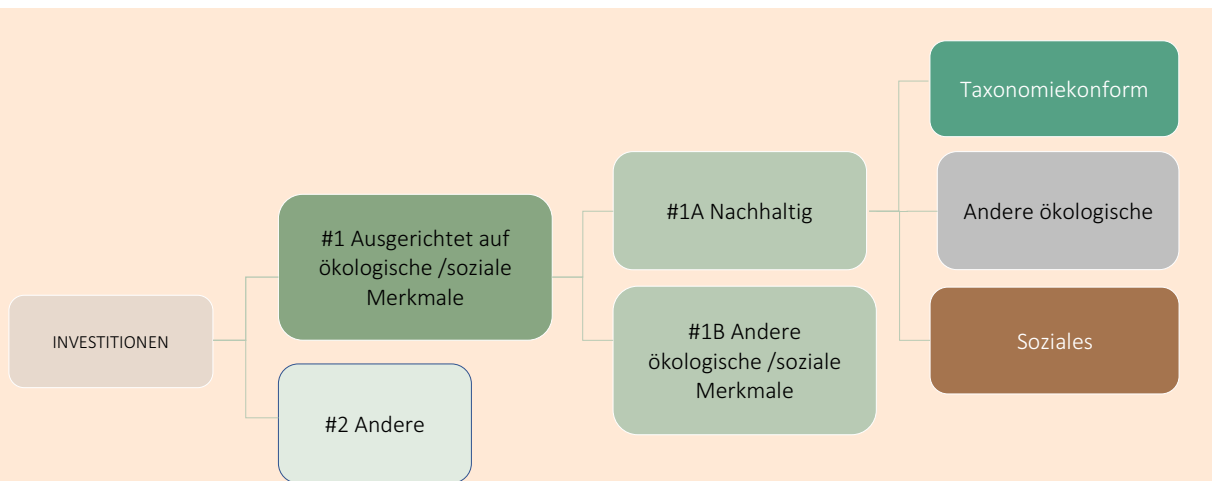 INVESTITIONEN
#1 Ausgerichtet auf
ökologische /soziale
Merkmale
#2 Andere
#1A Nachhaltig
#1B Andere
ökologische /soziale
Merkmale
Taxonomiekonform
Andere ökologische
Soziales